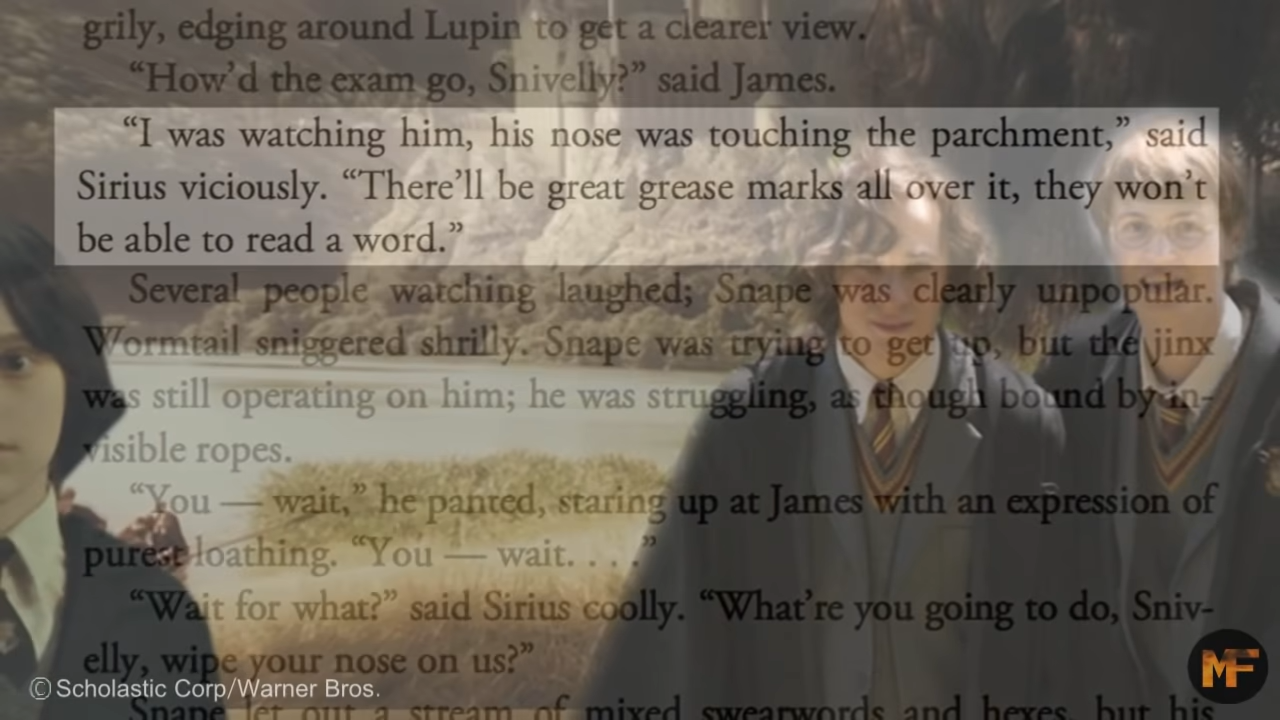 grily, edging around Lupin to get a clearer view.
“How’d the exam go, Snivelly?” said James.
“I was watching him, his nose was touching the parchment,” said
Sirius viciously. “There’ll be great grease marks all over it, they won’t
be able to read a word.”
Several people watching laughed; Snape was clearly unpopular.
Wormtail sniggered shrilly. Snape was trying to get up, but the jinx
was still operating on him; he was struggling, as though bound by in-
visible ropes.
“You — wait,” he panted, staring up at James with an expression of
purest loathing. “You — wait. . . .”
“Wait for what?” said Sirius coolly. “What’re you going to do, Sniv-
elly, wipe your nose on us?”
Snape let out a stream of mixed swearwords and hexes, but his
©Scholastic Corp/Warner Bros.
MF